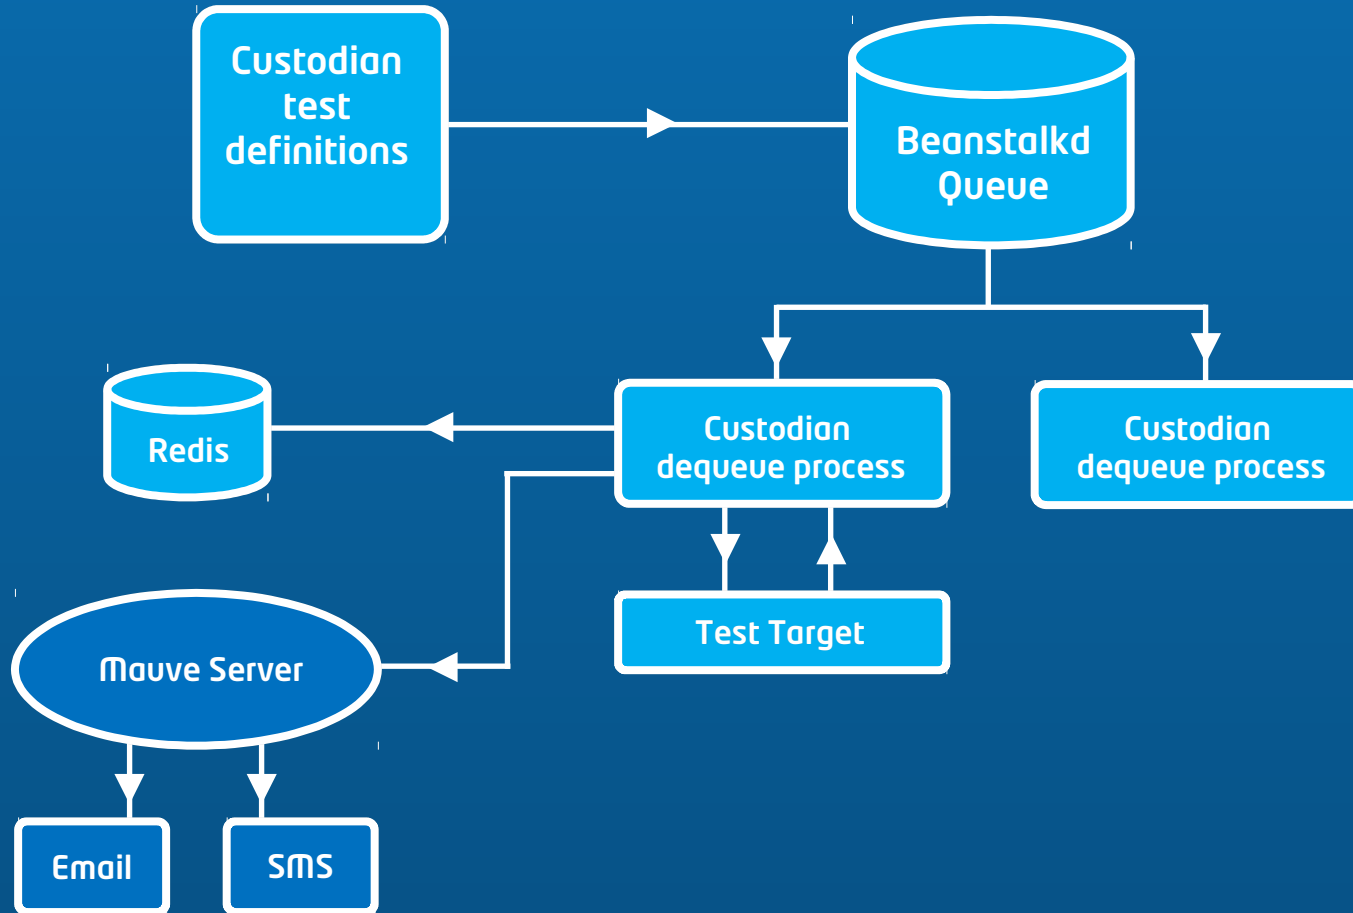 Custodian
test
definitions
Beanstalkd
Queue
Redis
Custodian
dequeue process
Custodian
dequeue process
Test Target
Mauve Server
Email
SMS